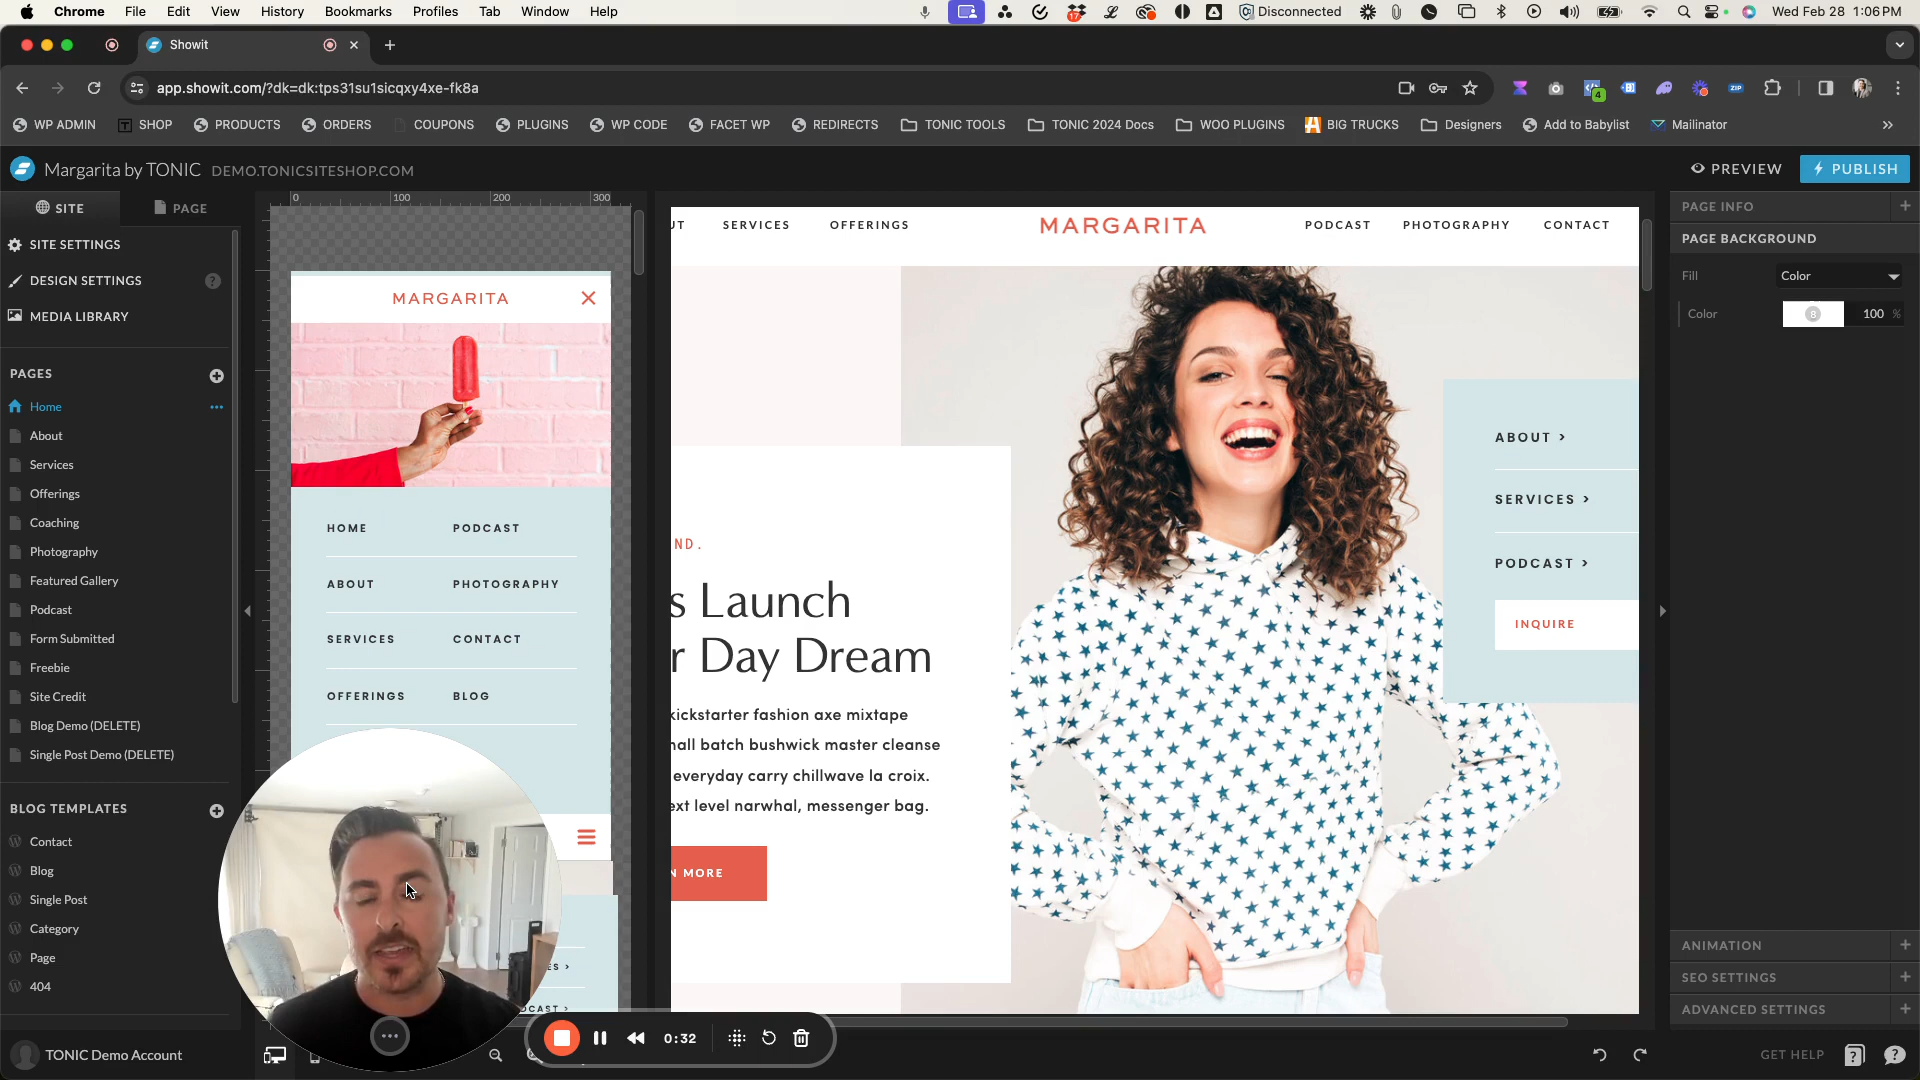 Chrome File Edit View History Bookmarks Profiles Tab Window Help
17
Disconnected
Wed Feb 28 1:06 PM
Showit
app.showit.com/?dk=dk:tps31su1sicqxy4xe-fk8a
4
ZIP
WP ADMIN SHOP PRODUCTS ORDERS COUPONS PLUGINS WP CODE FACET WP REDIRECTS TONIC TOOLS TONIC 2024 Docs WOO PLUGINS BIG TRUCKS Designers Add to Babylist Mailinator
Margarita by TONIC DEMO.TONICSITESHOP.COM
PREVIEW
PUBLISH
SITE
PAGE
SITE SETTINGS
DESIGN SETTINGS ?
MEDIA LIBRARY
PAGES
Home
About
Services
Offerings
Coaching
Photography
Featured Gallery
Podcast
Form Submitted
Freebie
Site Credit
Blog Demo (DELETE)
Single Post Demo (DELETE)
BLOG TEMPLATES
Contact
Blog
Single Post
Category
Page
404
TONIC Demo Account
0 100 200 300
MARGARITA
HOME PODCAST
ABOUT PHOTOGRAPHY
SERVICES CONTACT
OFFERINGS BLOG
ES >
DCAST >
0:32
UT SERVICES OFFERINGS MARGARITA PODCAST PHOTOGRAPHY CONTACT
ND.
s Launch
r Day Dream
kickstarter fashion axe mixtape
nall batch bushwick master cleanse
everyday carry chillwave la croix.
ext level narwhal, messenger bag.
N MORE
ABOUT >
SERVICES >
PODCAST >
INQUIRE
PAGE INFO
PAGE BACKGROUND
Fill Color
Color 8 100 %
ANIMATION
SEO SETTINGS
ADVANCED SETTINGS
GET HELP ? ?